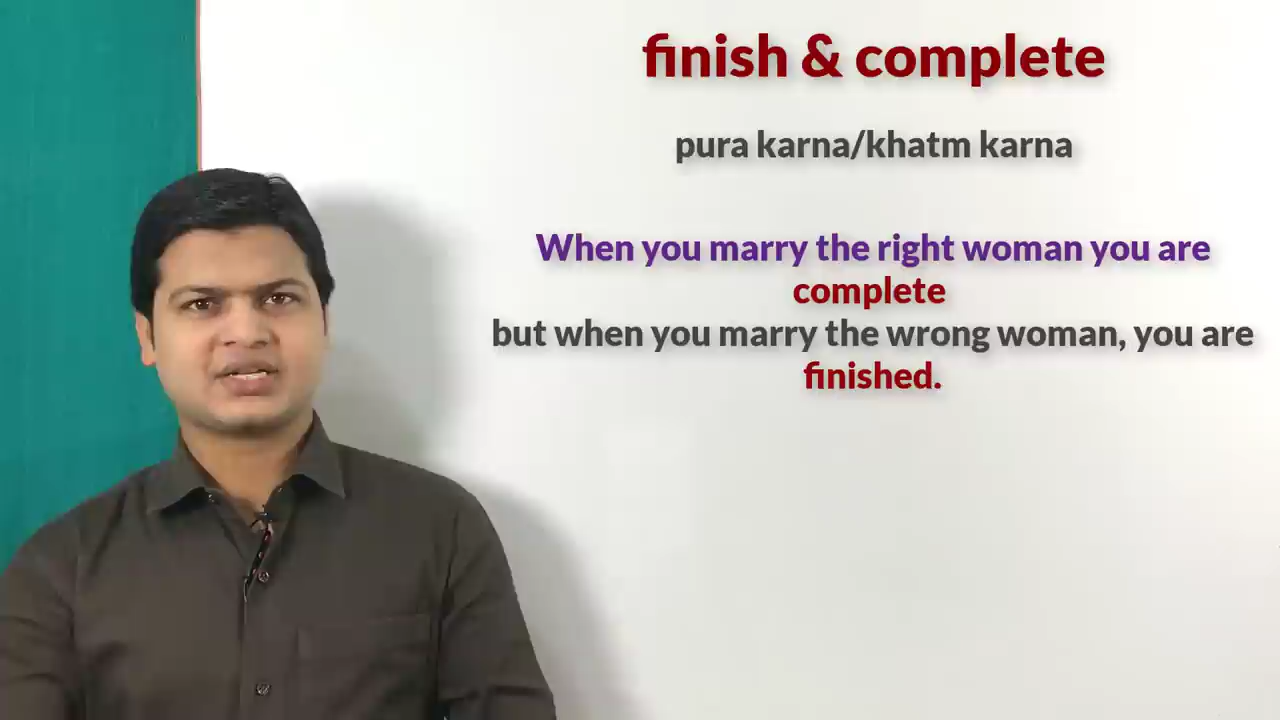 finish & complete
pura karna/khatm karna
When you marry the right woman you are
complete
but when you marry the wrong woman, you are
finished.